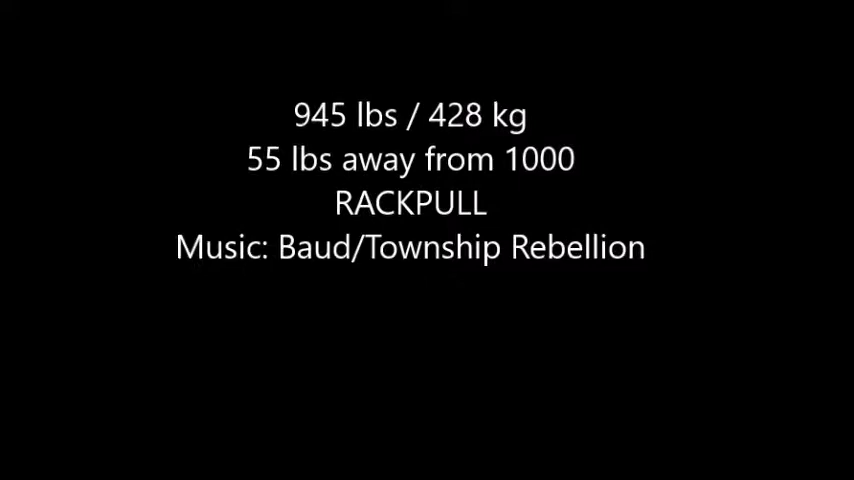 945 lbs / 428 kg
55 lbs away from 1000
RACKPULL
Music: Baud/Township Rebellion